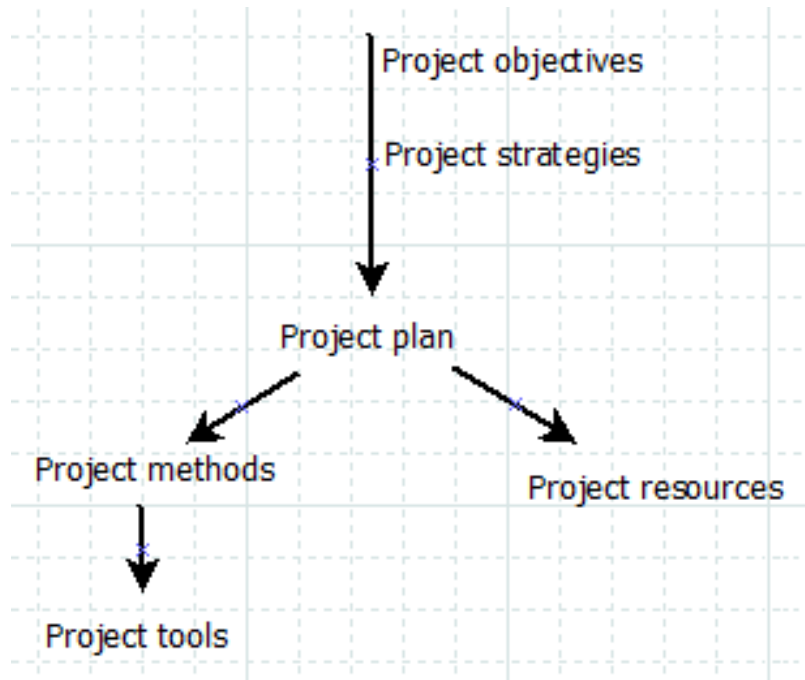 Project objectives
Project strategies
Project plan
Project methods
Project resources
Project tools